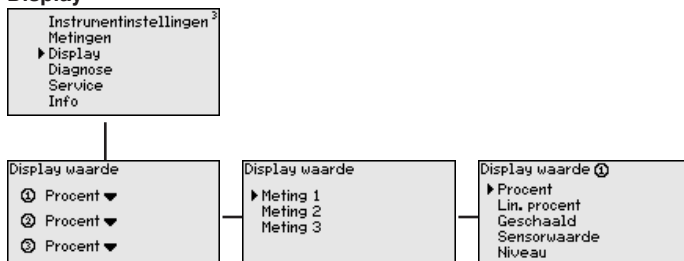 Display
Instrumentinstellingen 3
Metingen
Display
Diagnose
Service
Info
Display waarde
① Procent
② Procent
③ Procent
Display waarde
Meting 1
Meting 2
Meting 3
Display waarde ①
Procent
Lin. procent
Geschaald
Sensorwaarde
Niveau